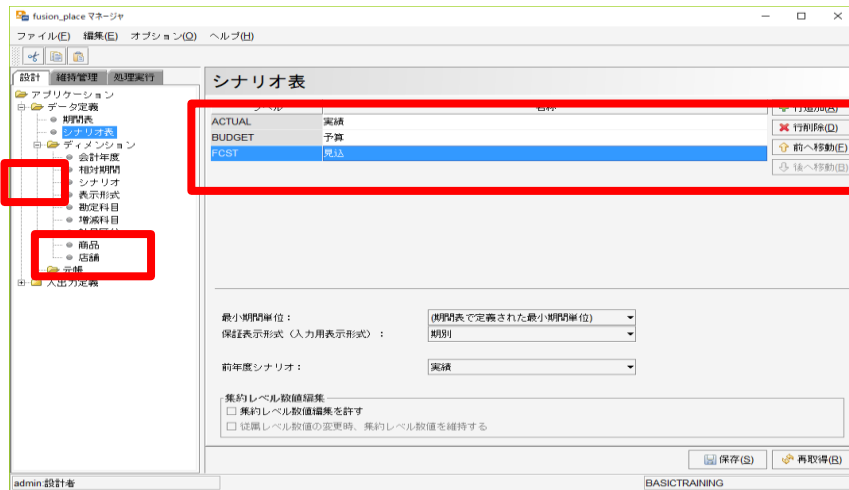 fusion_place マネージャ
ファイル(F) 編集(E) オプション(O) ヘルプ(H)
設計 維持管理 処理実行
アプリケーション
データ定義
期間表
シナリオ表
ディメンション
会計年度
相対期間
シナリオ
表示形式
勘定科目
増減科目
商品
店舗
元帳
入出力定義
シナリオ表
ラベル 名称
ACTUAL 実績
BUDGET 予算
FCST 見込
行追加(A)
行削除(D)
前へ移動(F)
後へ移動(B)
最小期間単位： (期間表で定義された最小期間単位)
保証表示形式（入力用表示形式）： 期別
前年度シナリオ： 実績
集約レベル数値編集
集約レベル数値編集を許す
従属レベル数値の変更時、集約レベル数値を維持する
保存(S) 再取得(R)
admin:設計者 BASICTRAINING